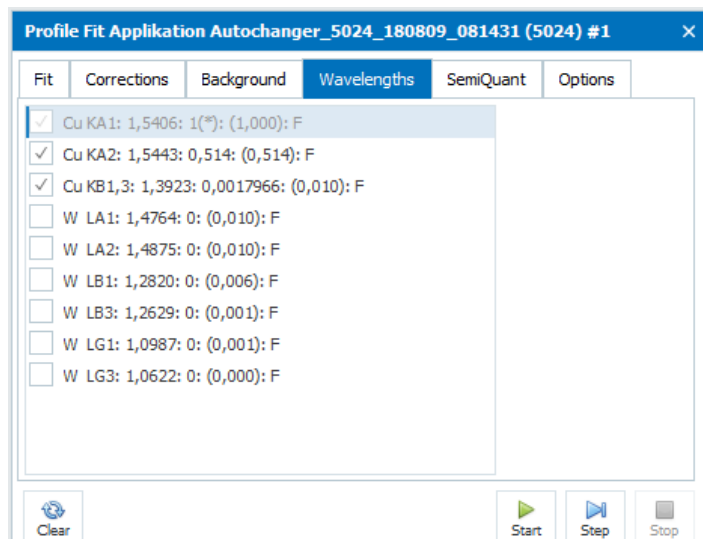 Profile Fit Applikation Autochanger_5024_180809_081431 (5024) #1
Fit Corrections Background Wavelengths SemiQuant Options
Cu KA1: 1,5406: 1(*): (1,000): F
Cu KA2: 1,5443: 0,514: (0,514): F
Cu KB1,3: 1,3923: 0,0017966: (0,010): F
W LA1: 1,4764: 0: (0,010): F
W LA2: 1,4875: 0: (0,010): F
W LB1: 1,2820: 0: (0,006): F
W LB3: 1,2629: 0: (0,001): F
W LG1: 1,0987: 0: (0,001): F
W LG3: 1,0622: 0: (0,000): F
Clear Start Step Stop